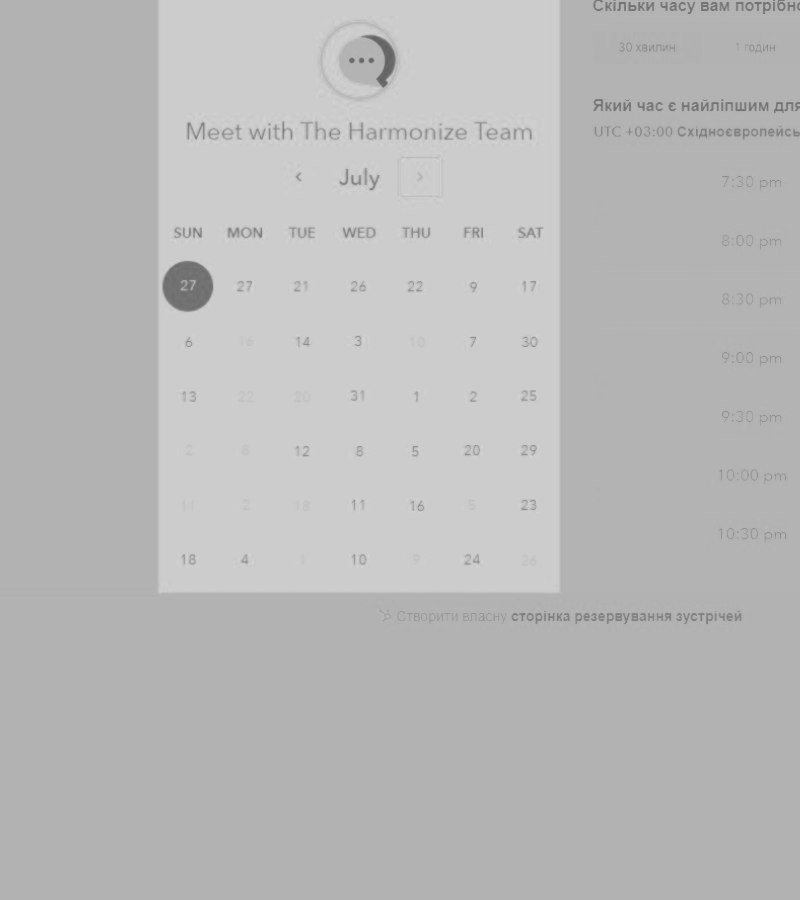 Скільки часу вам потрібно
30 хвилин 1 годин
Meet with The Harmonize Team
July
SUN MON TUE WED THU FRI SAT
27 27 21 26 22 9 17
6 14 3 10 7 30
13 22 20 31 1 2 25
2 8 12 8 5 20 29
11 2 18 11 16 5 23
18 4 1 10 9 24 26
Який час є найліпшим для
UTC +03:00
7:30 pm
8:00 pm
8:30 pm
9:00 pm
9:30 pm
10:00 pm
10:30 pm
Створити власну сторінка резервування зустрічей